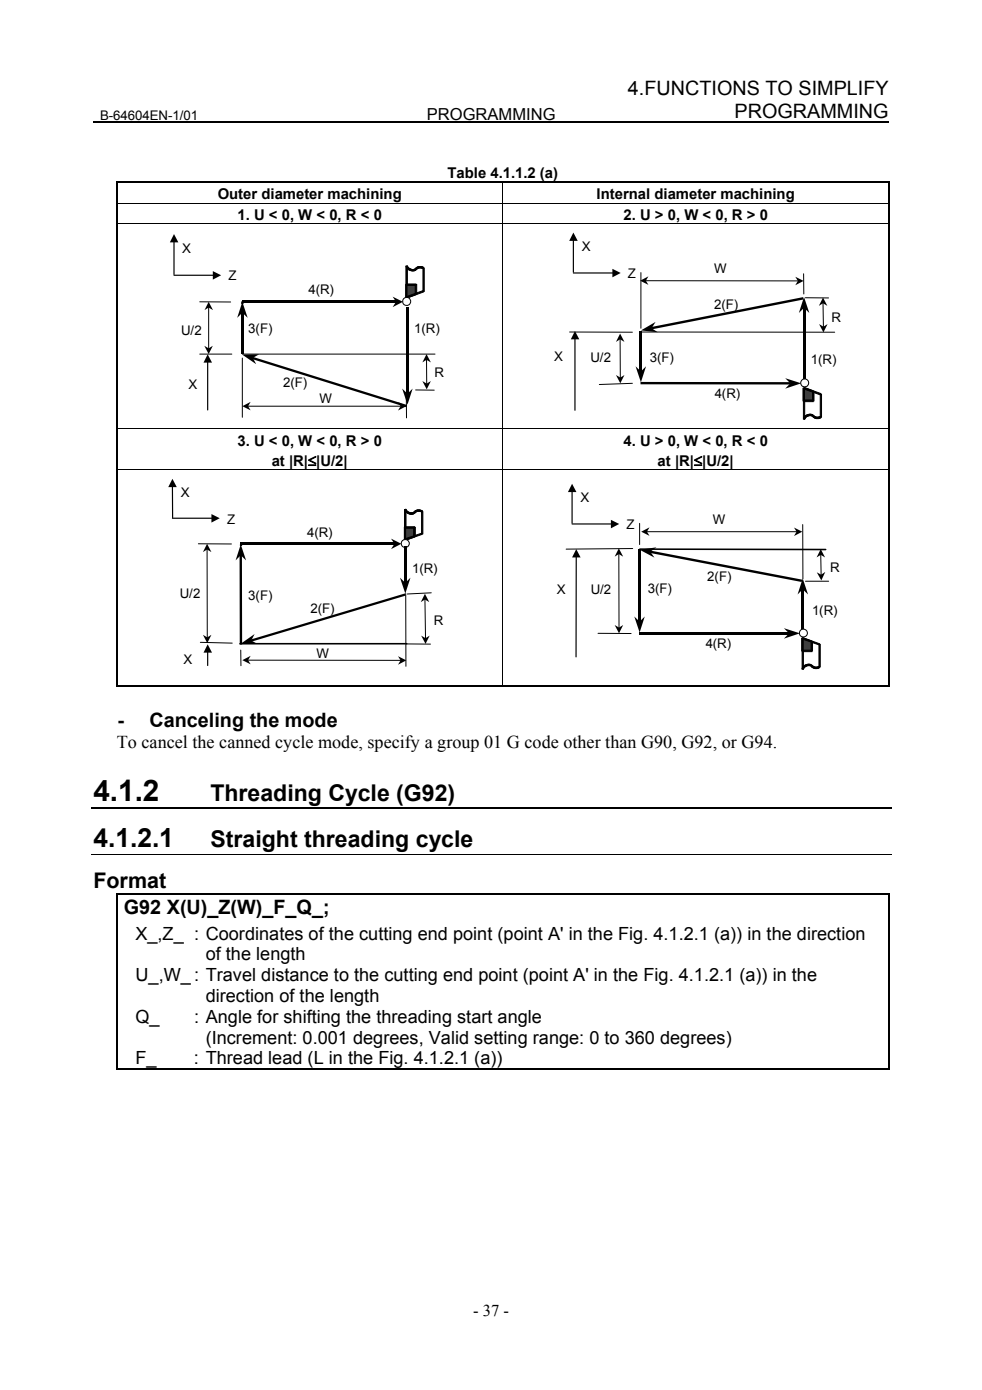 4.FUNCTIONS TO SIMPLIFY
B-64604EN-1/01 PROGRAMMING PROGRAMMING
Table 4.1.1.2 (a)
Outer diameter machining Internal diameter machining
1. U < 0, W < 0, R < 0 2. U > 0, W < 0, R > 0
X
Z
4(R)
U/2
3(F)
1(R)
R
X
2(F)
W
X
Z
W
2(F)
R
X
U/2
3(F)
1(R)
4(R)
3. U < 0, W < 0, R > 0
at |R|≤|U/2|
4. U > 0, W < 0, R < 0
at |R|≤|U/2|
X
Z
4(R)
1(R)
U/2
3(F)
2(F)
R
X
W
X
Z
W
R
2(F)
X
U/2
3(F)
1(R)
4(R)
- Canceling the mode
To cancel the canned cycle mode, specify a group 01 G code other than G90, G92, or G94.
4.1.2 Threading Cycle (G92)
4.1.2.1 Straight threading cycle
Format
G92 X(U)_Z(W)_F_Q_;
X_,Z_ : Coordinates of the cutting end point (point A' in the Fig. 4.1.2.1 (a)) in the direction
of the length
U_,W_ : Travel distance to the cutting end point (point A' in the Fig. 4.1.2.1 (a)) in the
direction of the length
Q_ : Angle for shifting the threading start angle
(Increment: 0.001 degrees, Valid setting range: 0 to 360 degrees)
F_ : Thread lead (L in the Fig. 4.1.2.1 (a))
- 37 -